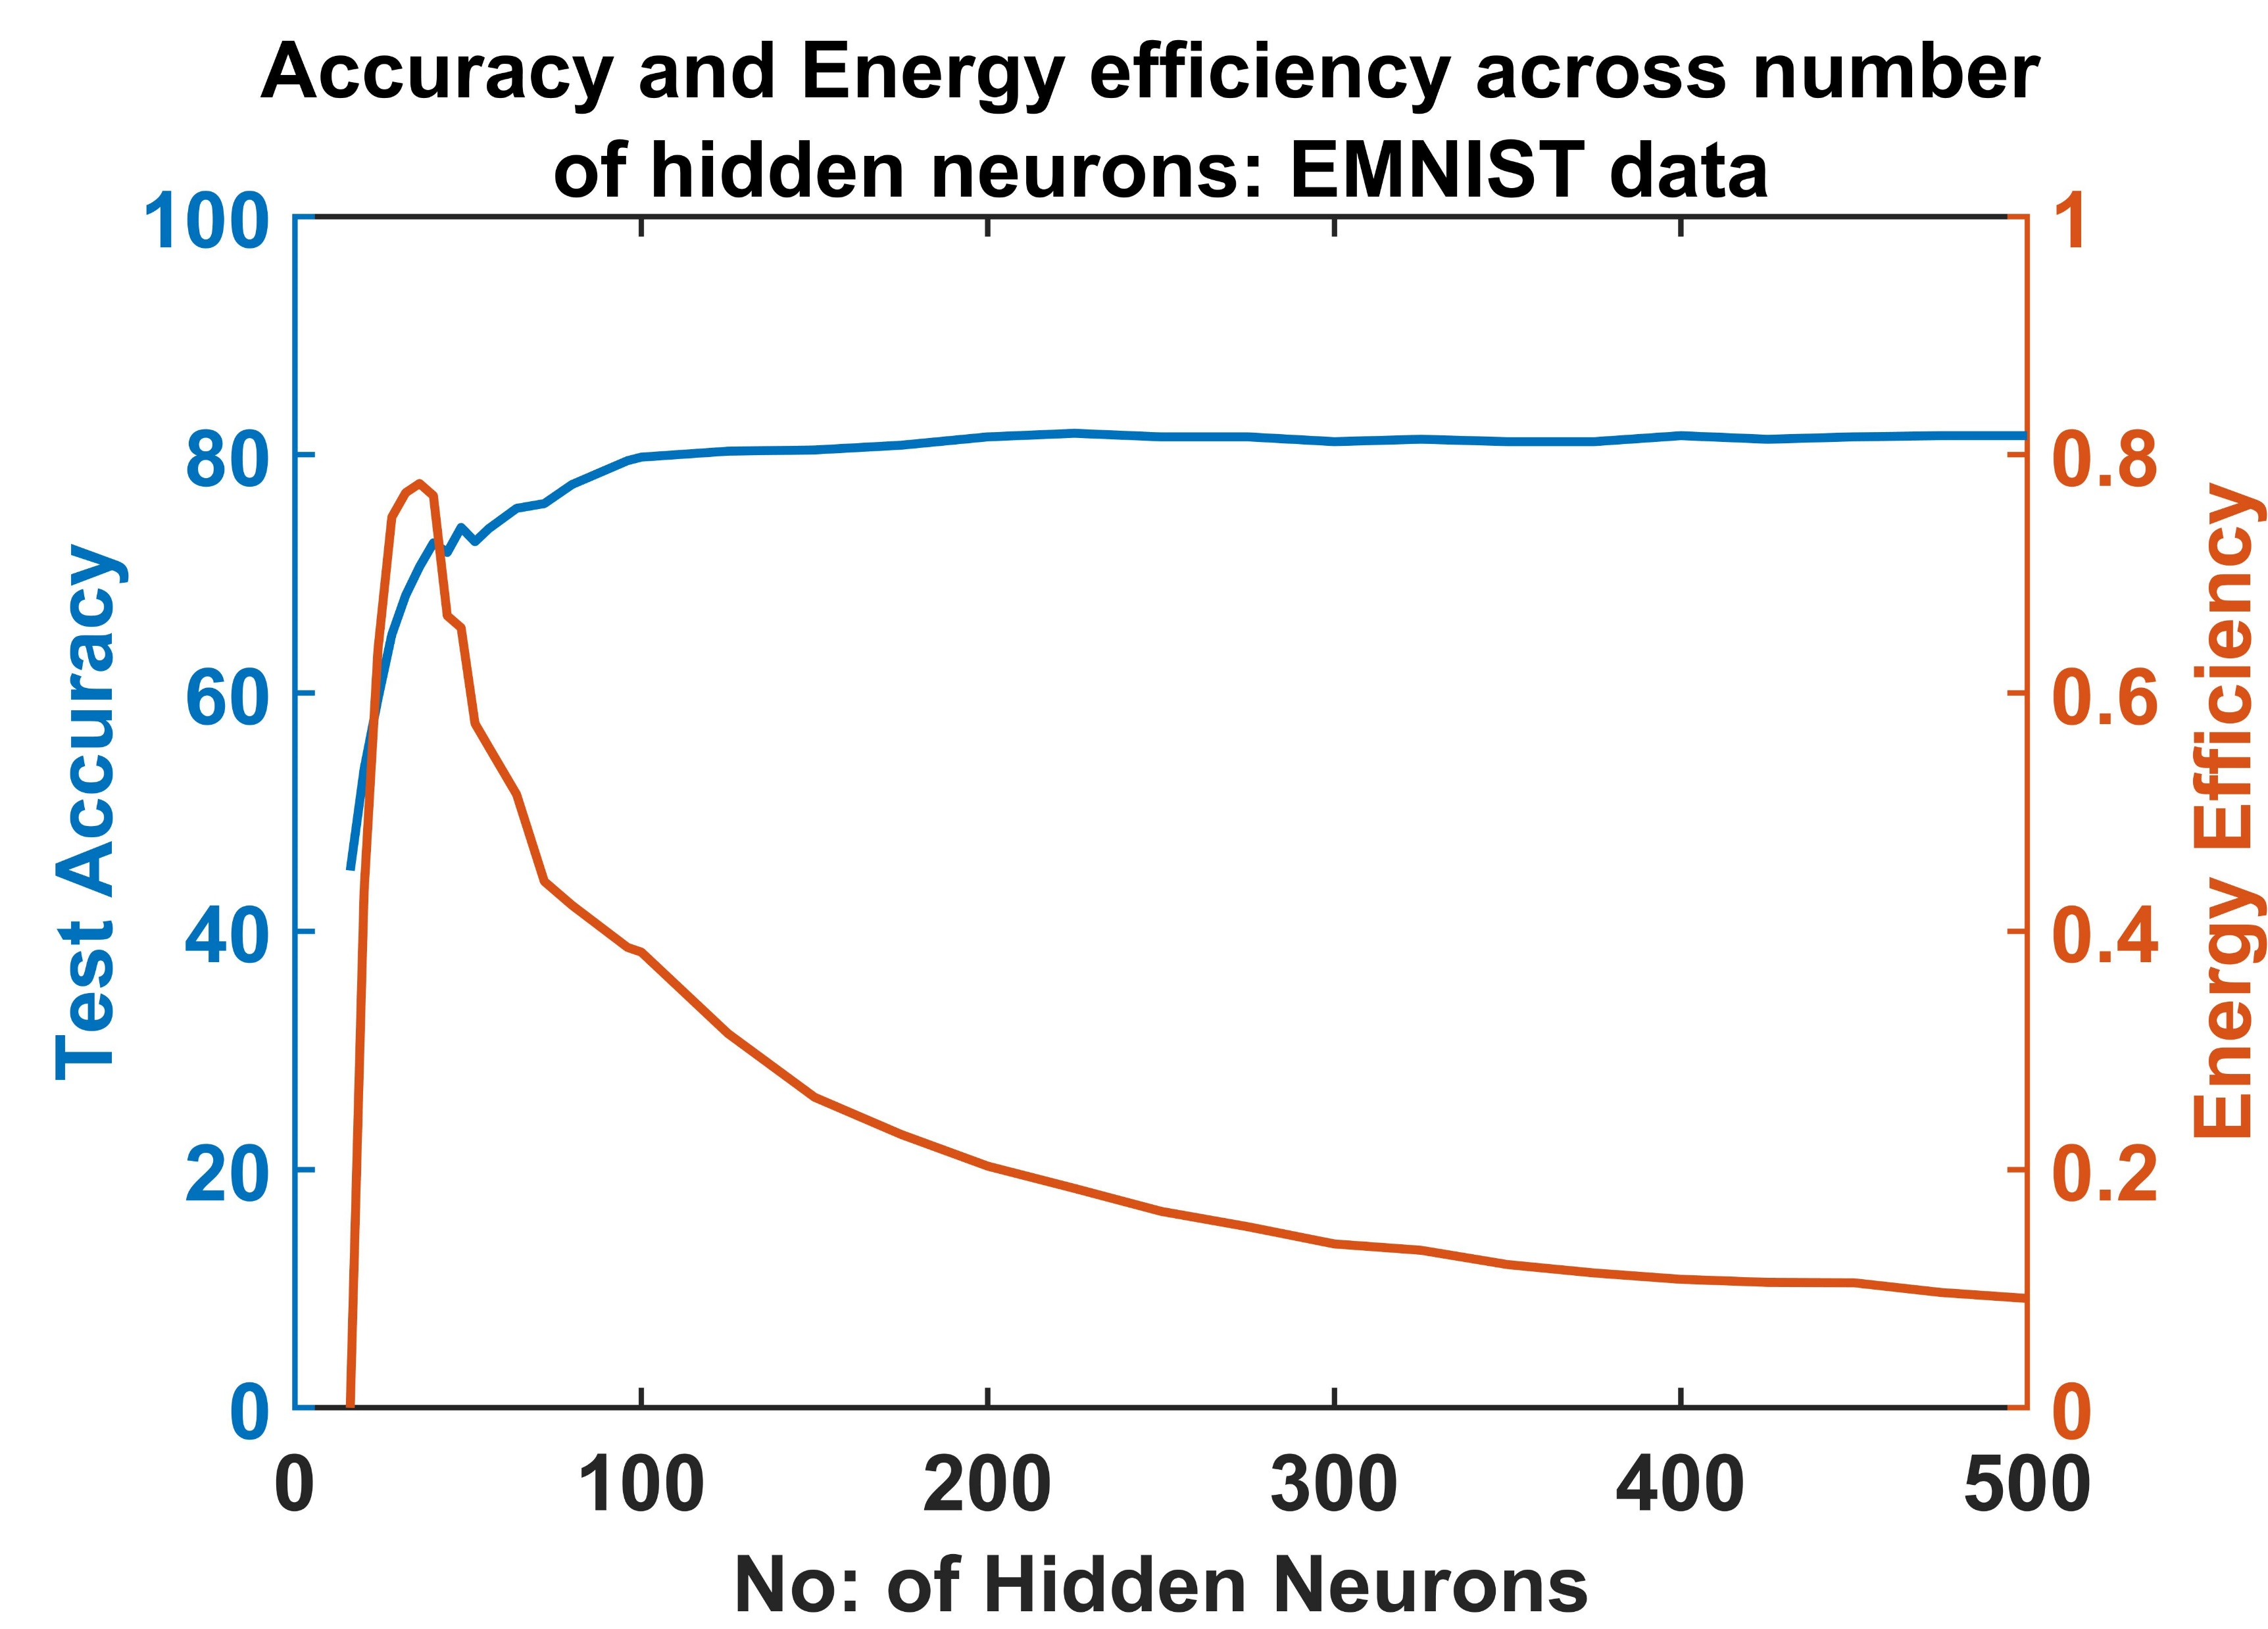 Accuracy and Energy efficiency across number
of hidden neurons: EMNIST data
100
80
60
40
20
0
Test Accuracy
1
0.8
0.6
0.4
0.2
0
Energy Efficiency
0 100 200 300 400 500
No: of Hidden Neurons